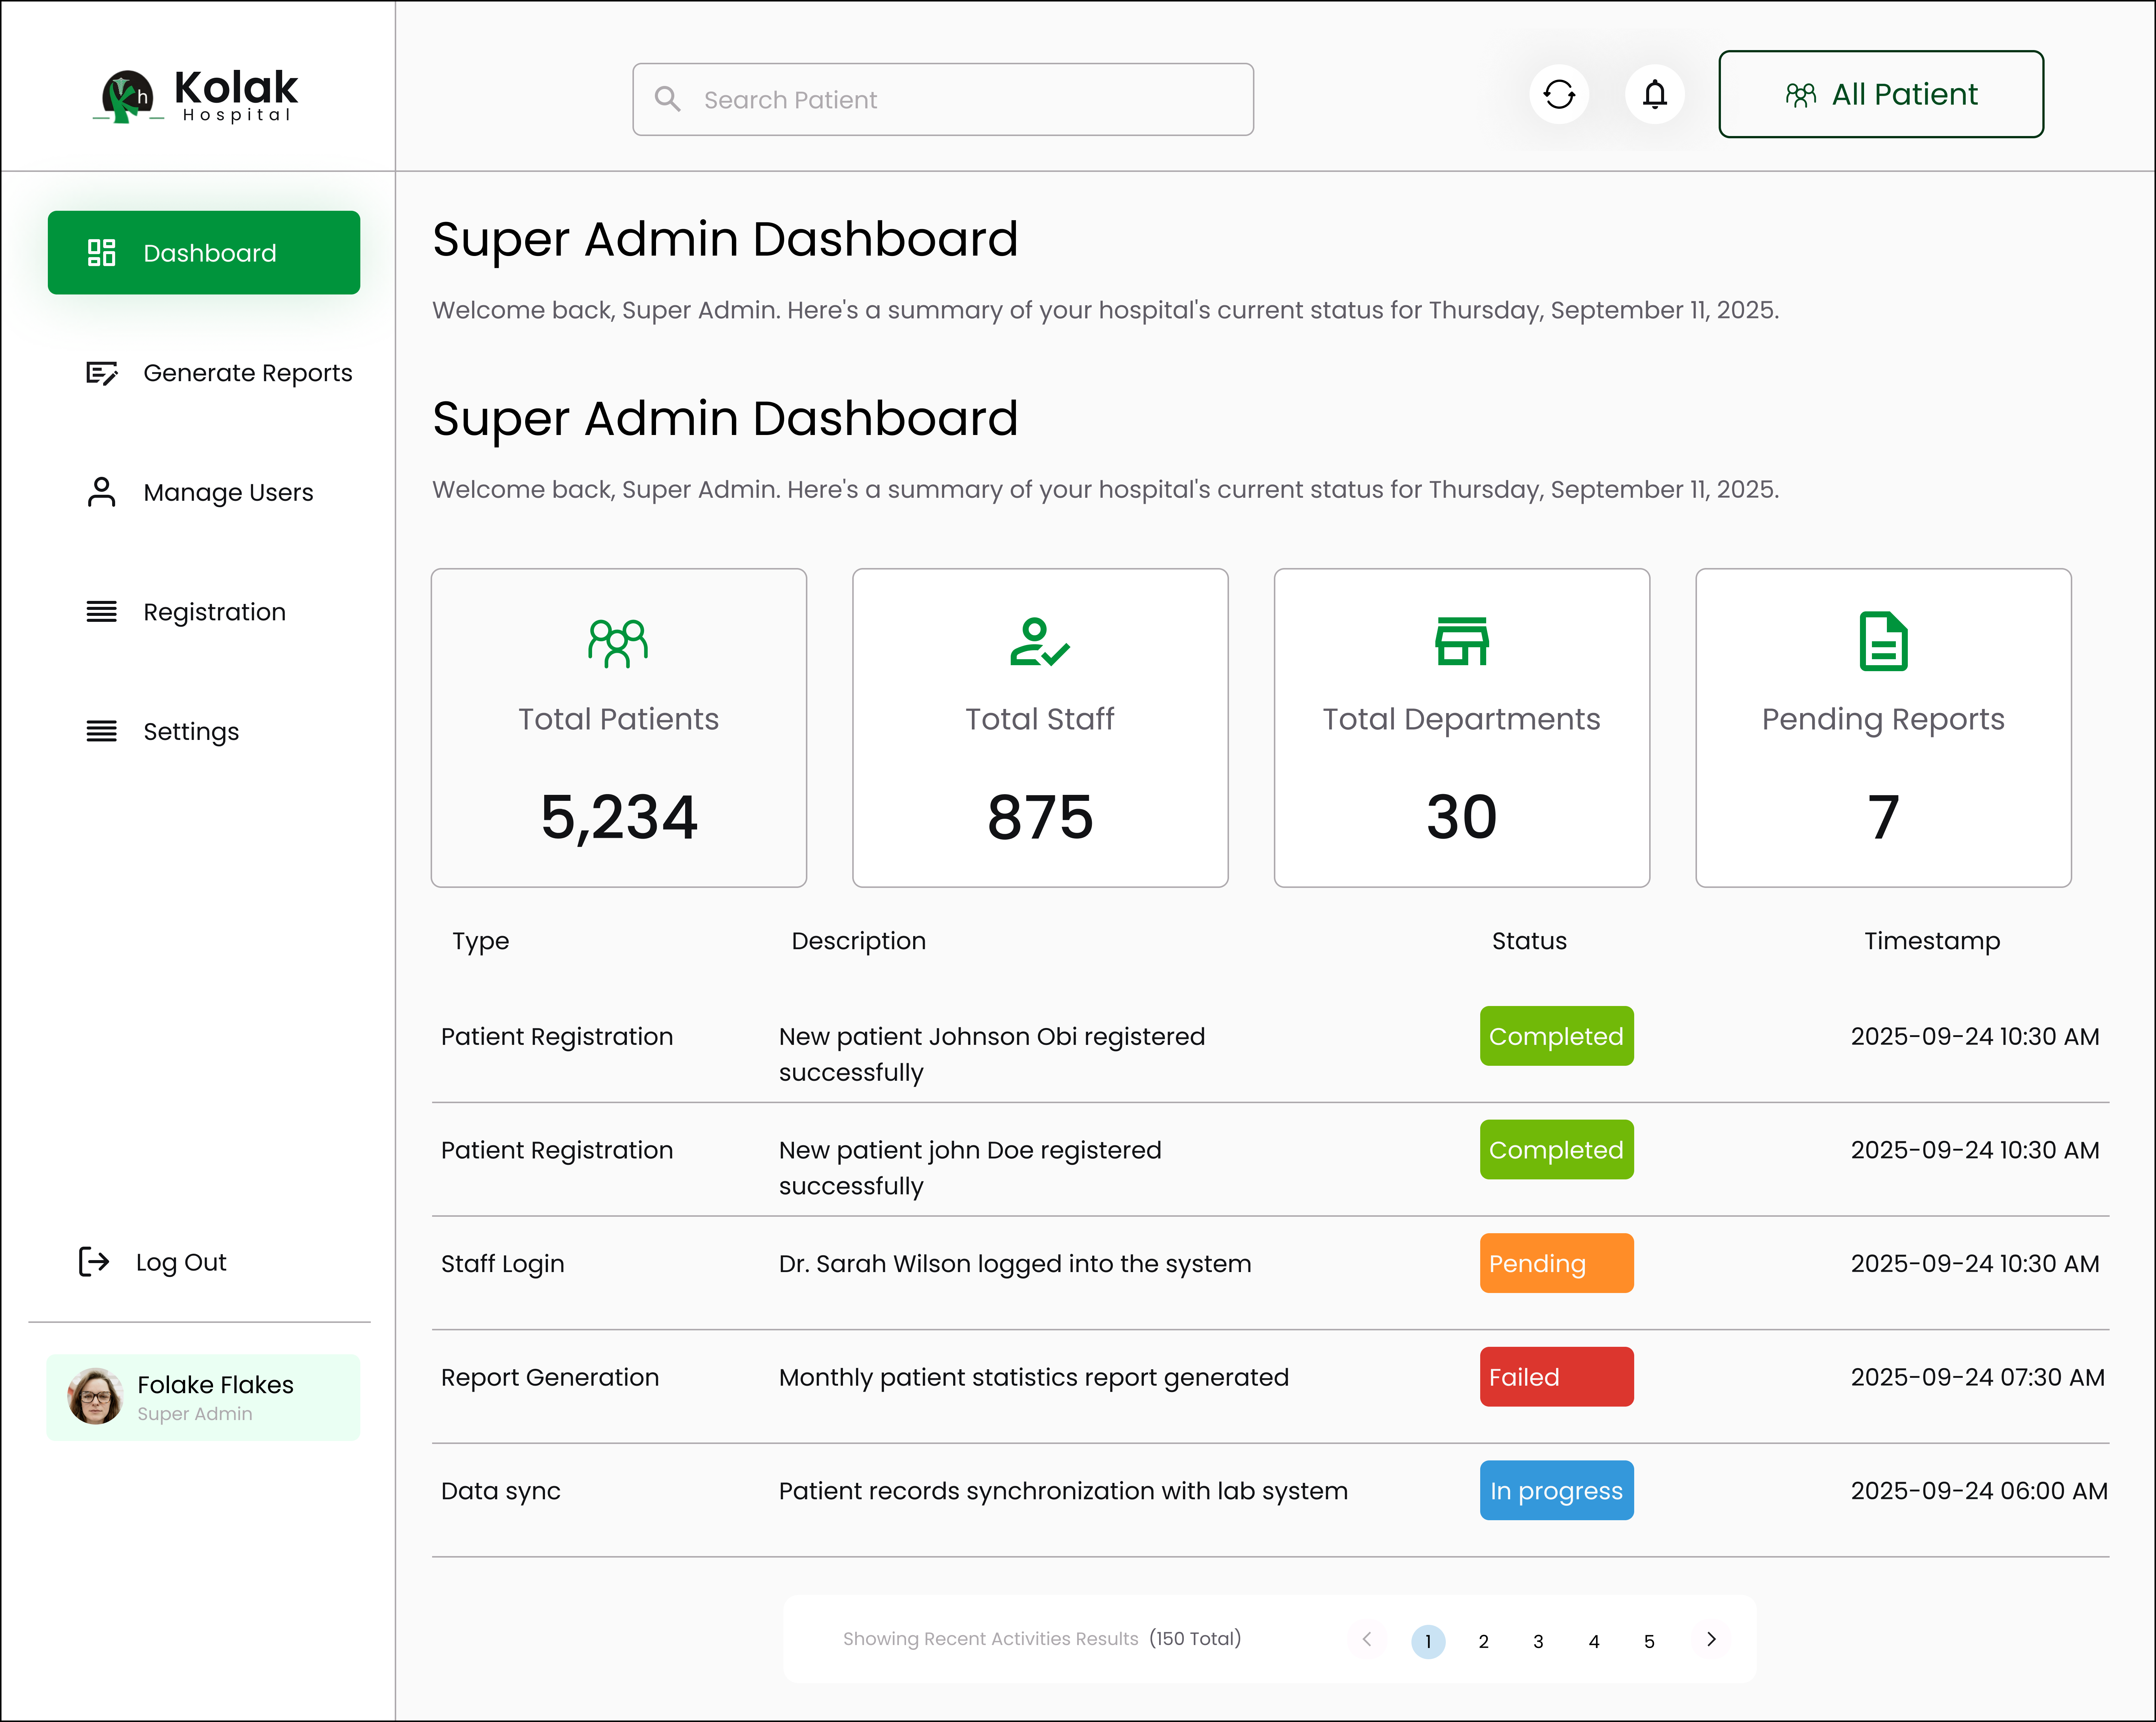 Kolak
Hospital
h
Search Patient
All Patient
Dashboard
Generate Reports
Manage Users
Registration
Settings
Log Out
Folake Flakes
Super Admin
Super Admin Dashboard
Welcome back, Super Admin. Here's a summary of your hospital's current status for Thursday, September 11, 2025.
Super Admin Dashboard
Welcome back, Super Admin. Here's a summary of your hospital's current status for Thursday, September 11, 2025.
Total Patients
5,234
Total Staff
875
Total Departments
30
Pending Reports
7
Type Description Status Timestamp
Patient Registration New patient Johnson Obi registered Completed 2025-09-24 10:30 AM
successfully
Patient Registration New patient john Doe registered Completed 2025-09-24 10:30 AM
successfully
Staff Login Dr. Sarah Wilson logged into the system Pending 2025-09-24 10:30 AM
Report Generation Monthly patient statistics report generated Failed 2025-09-24 07:30 AM
Data sync Patient records synchronization with lab system In progress 2025-09-24 06:00 AM
Showing Recent Activities Results (150 Total) 1 2 3 4 5